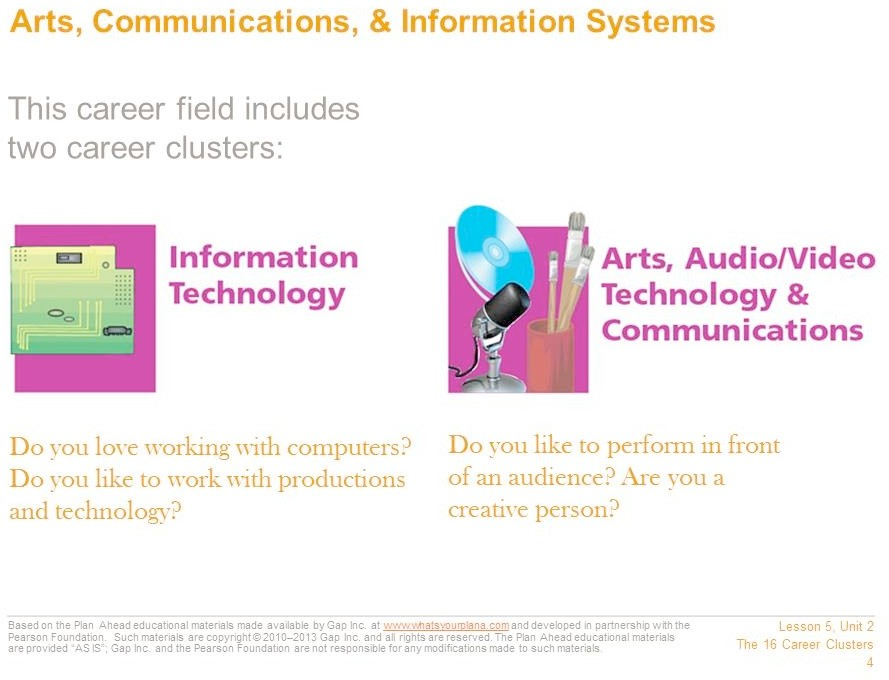 Arts, Communications, & Information Systems
This career field includes
two career clusters:
Information
Technology
Arts, Audio/Video
Technology &
Communications
Do you love working with computers?
Do you like to work with productions
and technology?
Do you like to perform in front
of an audience? Are you a
creative person?
Based on the Plan Ahead educational materials made available by Gap Inc. at www.whatsyourplana.com and developed in partnership with the
Pearson Foundation. Such materials are copyright © 2010–2013 Gap Inc. and all rights are reserved. The Plan Ahead educational materials
are provided “AS IS”; Gap Inc. and the Pearson Foundation are not responsible for any modifications made to such materials.
Lesson 5, Unit 2
The 16 Career Clusters
4